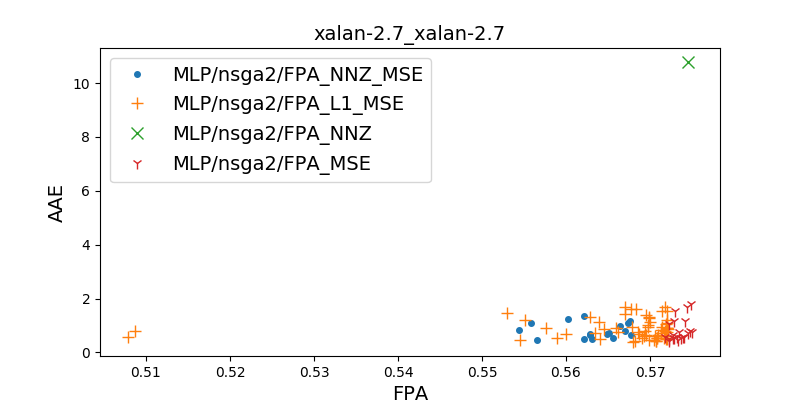 xalan-2.7_xalan-2.7
MLP/nsga2/FPA_NNZ_MSE
MLP/nsga2/FPA_L1_MSE
MLP/nsga2/FPA_NNZ
MLP/nsga2/FPA_MSE
10
8
6
4
2
0
AAE
0.51 0.52 0.53 0.54 0.55 0.56 0.57
FPA